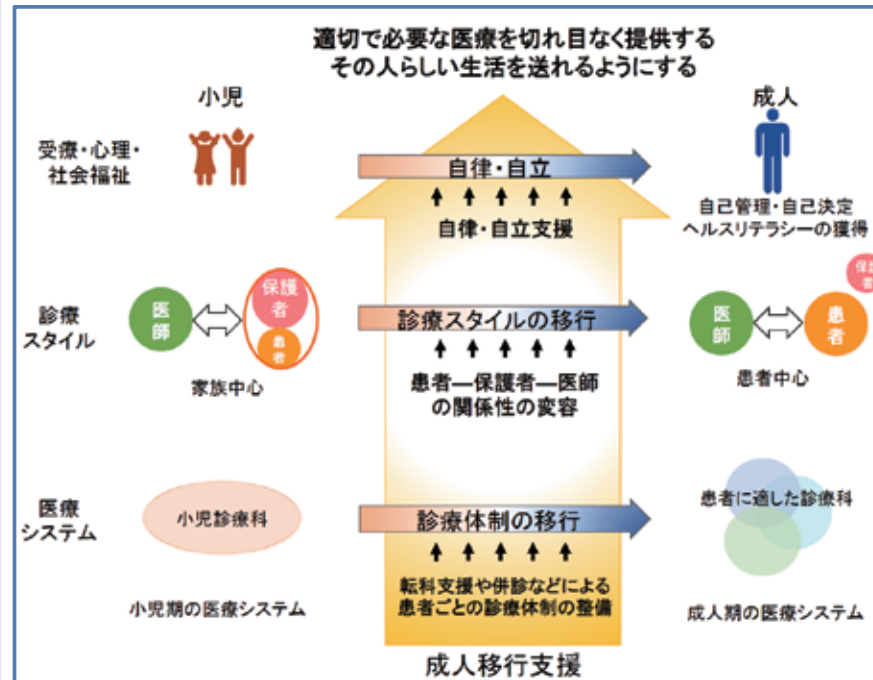 適切で必要な医療を切れ目なく提供する
その人らしい生活を送れるようにする
小児
成人
受療・心理・
社会福祉
自律・自立
自律・自立支援
自己管理・自己決定
ヘルスリテラシーの獲得
診療
スタイル
医
師
保護
者
患
者
家族中心
診療スタイルの移行
患者―保護者―医師
の関係性の変容
保護
者
医
師
患
者
患者中心
医療
システム
小児診療科
小児期の医療システム
診療体制の移行
転科支援や併診などによる
患者ごとの診療体制の整備
患者に適した診療科
成人期の医療システム
成人移行支援